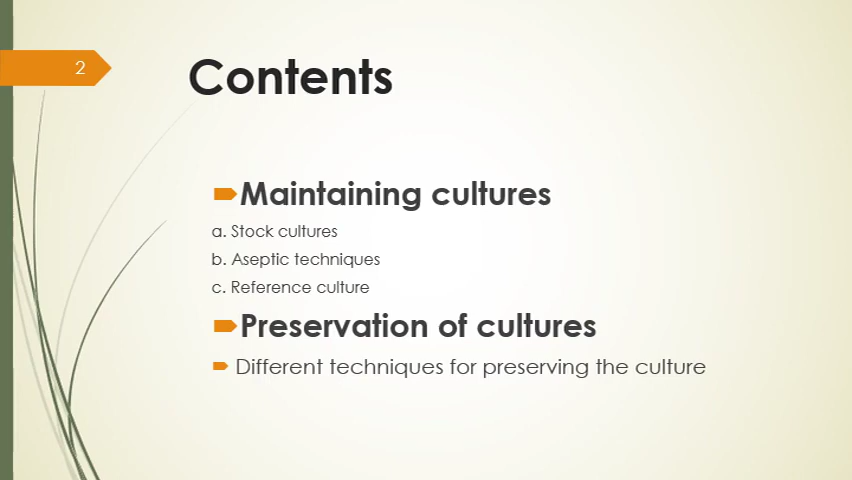 2
Contents
Maintaining cultures
a. Stock cultures
b. Aseptic techniques
c. Reference culture
Preservation of cultures
Different techniques for preserving the culture